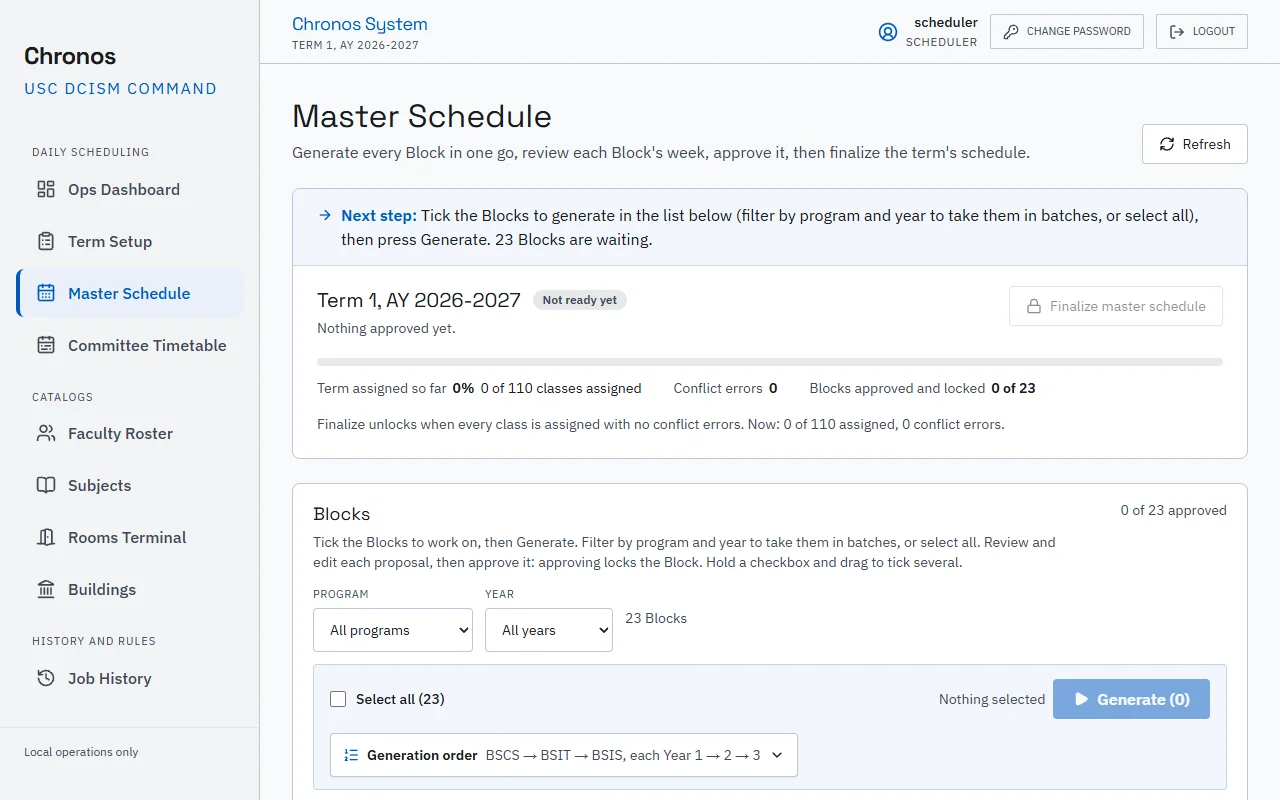 Chronos
USC DCISM COMMAND
DAILY SCHEDULING
Ops Dashboard
Term Setup
Master Schedule
Committee Timetable
CATALOGS
Faculty Roster
Subjects
Rooms Terminal
Buildings
HISTORY AND RULES
Job History
Local operations only
Chronos System
TERM 1, AY 2026-2027
scheduler
SCHEDULER
CHANGE PASSWORD
LOGOUT
Master Schedule
Generate every Block in one go, review each Block's week, approve it, then finalize the term's schedule.
Refresh
→ Next step: Tick the Blocks to generate in the list below (filter by program and year to take them in batches, or select all),
then press Generate. 23 Blocks are waiting.
Term 1, AY 2026-2027 Not ready yet
Nothing approved yet.
Finalize master schedule
Term assigned so far 0% 0 of 110 classes assigned Conflict errors 0 Blocks approved and locked 0 of 23
Finalize unlocks when every class is assigned with no conflict errors. Now: 0 of 110 assigned, 0 conflict errors.
Blocks
0 of 23 approved
Tick the Blocks to work on, then Generate. Filter by program and year to take them in batches, or select all. Review and
edit each proposal, then approve it: approving locks the Block. Hold a checkbox and drag to tick several.
PROGRAM YEAR
All programs All years 23 Blocks
Select all (23) Nothing selected Generate (0)
Generation order BSCS → BSIT → BSIS, each Year 1 → 2 → 3